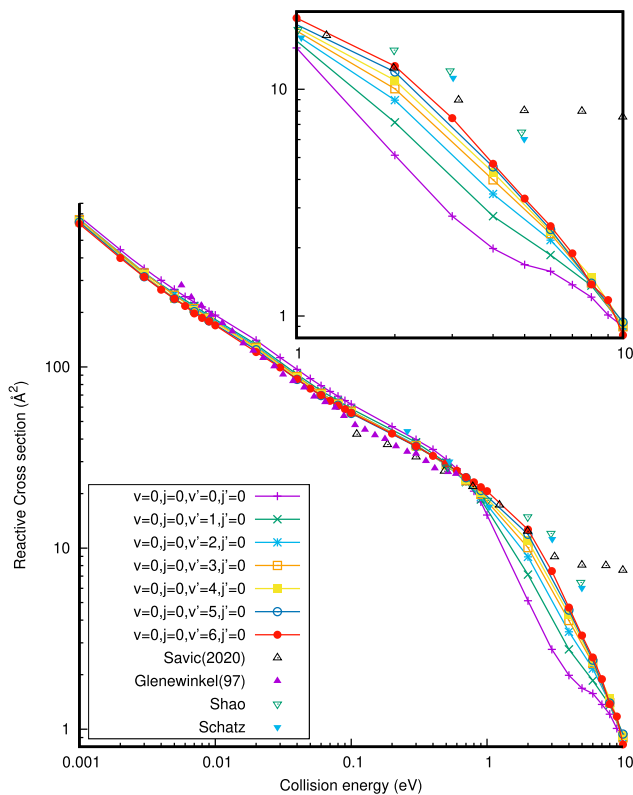 10
1
1
10
100
10
1
Reactive Cross section (Å²)
v=0,j=0,v'=0,j'=0
v=0,j=0,v'=1,j'=0
v=0,j=0,v'=2,j'=0
v=0,j=0,v'=3,j'=0
v=0,j=0,v'=4,j'=0
v=0,j=0,v'=5,j'=0
v=0,j=0,v'=6,j'=0
Savic(2020)
Glenewinkel(97)
Shao
Schatz
0.001
0.01
0.1
1
10
Collision energy (eV)